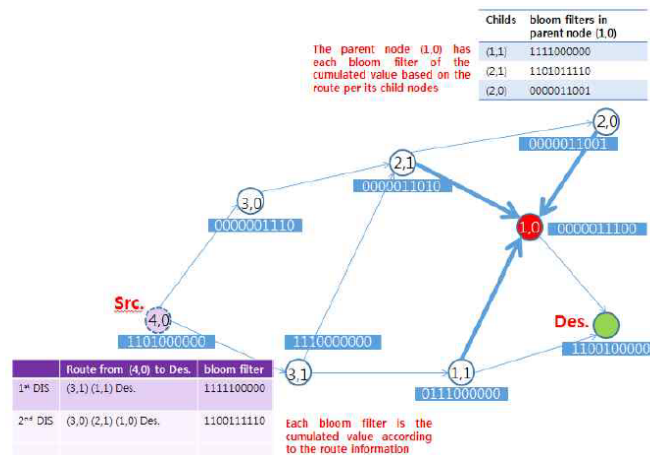 Childs bloom filters in
parent node (1,0)
(1,1) 1111000000
(2,1) 1101011110
(2,0) 0000011001
The parent node (1,0) has
each bloom filter of the
cumulated value based on the
route per its child nodes
2,0
0000011001
2,1
0000011010
3,0
0000001110
1,0
0000011100
Src.
4,0
1101000000
1110000000
3,1
1,1
0111000000
Des.
1100100000
Route from (4,0) to Des. bloom filter
1st DIS (3,1) (1,1) Des. 1111100000
2nd DIS (3,0) (2,1) (1,0) Des. 1100111110
Each bloom filter is the
cumulated value according
to the route information